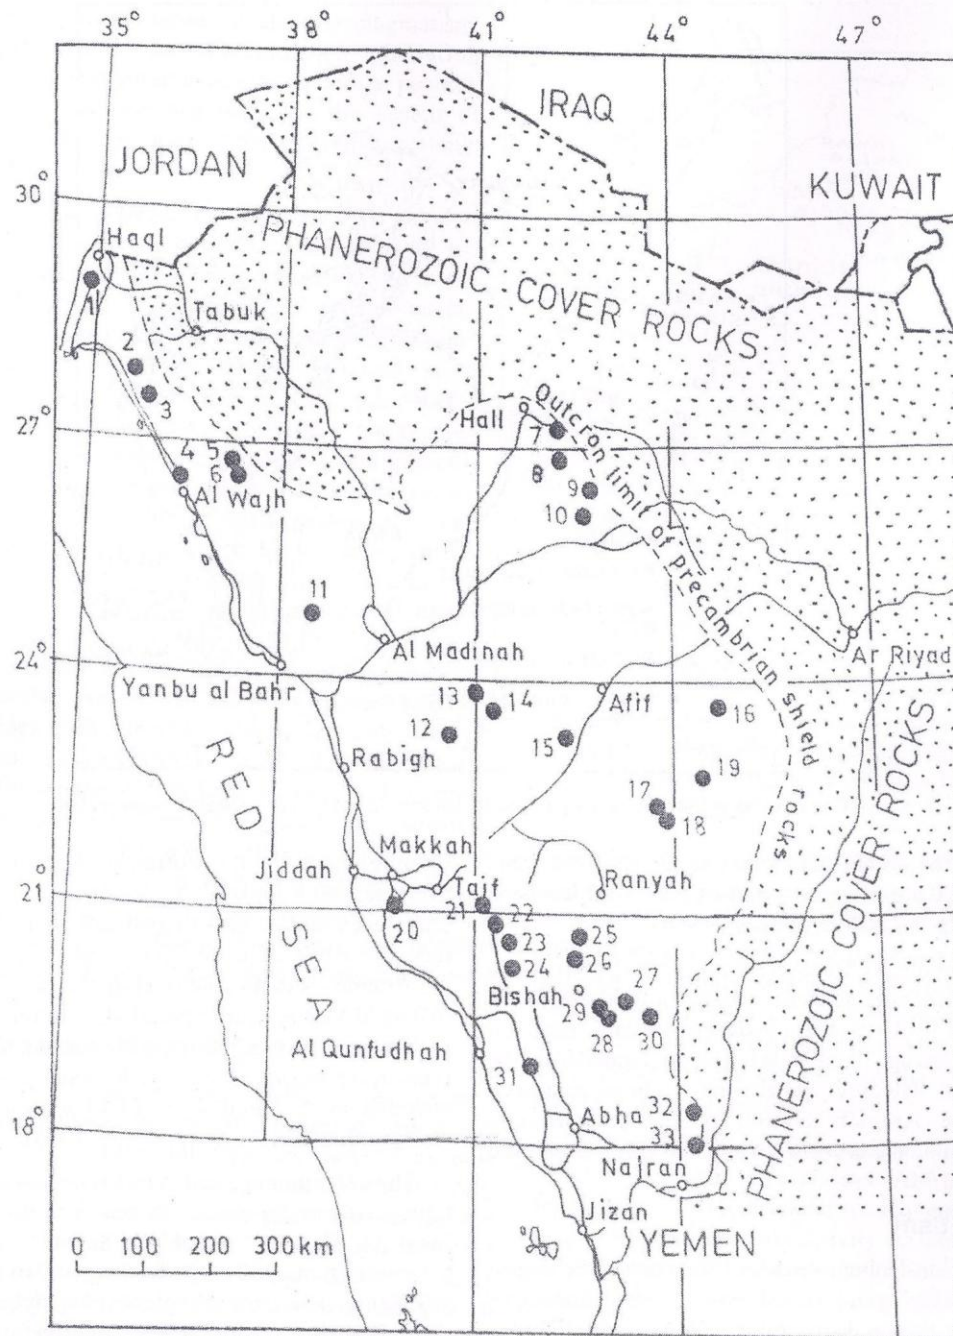 35° 38° 41° 44° 47°
IRAQ
JORDAN
KUWAIT
30°
Haql
PHANEROZOIC COVER ROCKS
1
Tabuk
2
3
Hall
Outcron limit of precambrian shield rocks
27°
7
4 5
6
8
Al Wajh
9
10
11
Al Madinah
Ar Riyad
24°
Yanbu al Bahr
13 14
Afif
16
12
15
RED SEA
Rabigh
19
17
18
Makkah
Jiddah
Taif
Ranyah
21°
20
21 22
23 25
24 26
PHANEROZOIC COVER ROCKS
Bishah
27
29
28 30
Al Qunfudhah
31
18°
Abha
32
33
Najran
Jizan
YEMEN
0 100 200 300km